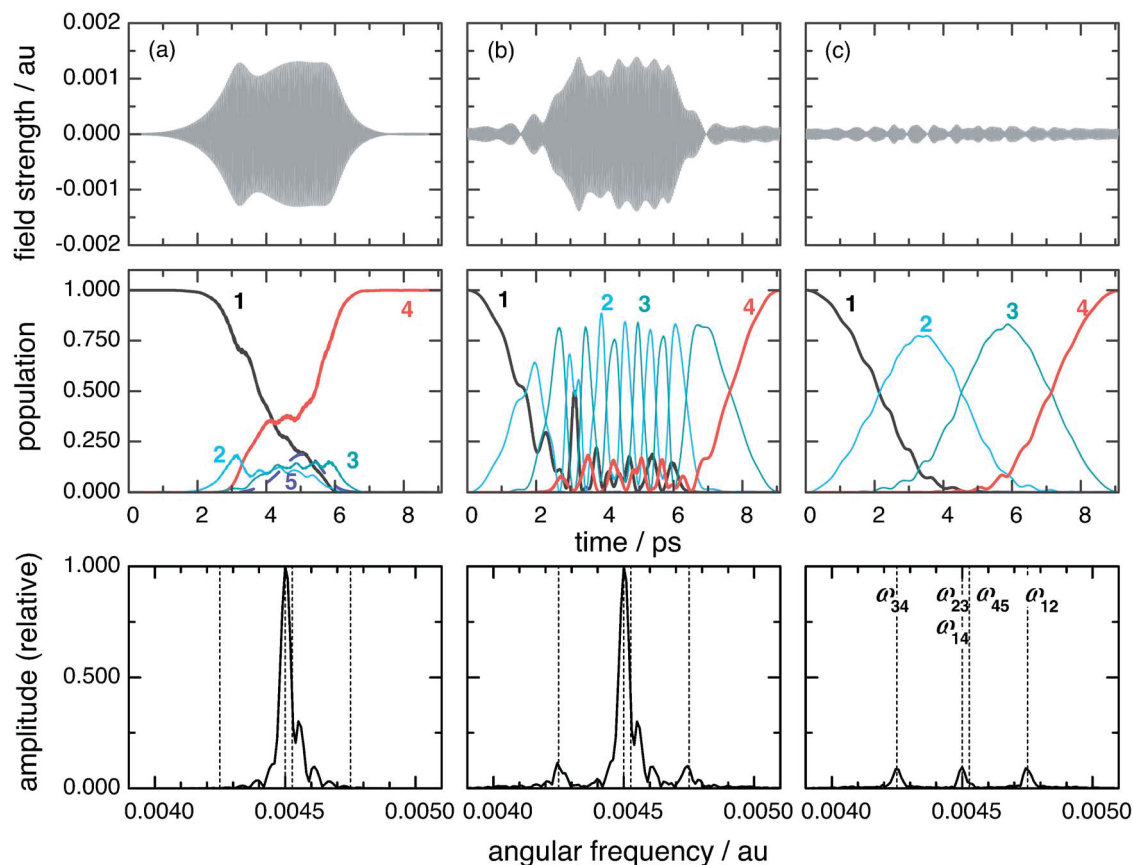 (a) (b) (c)
field strength / au
0.002
0.001
0.000
-0.001
-0.002
population
1.000
0.750
0.500
0.250
0.000
1 4 2 3 5
1 2 3 4
1 2 3 4
0 2 4 6 8
0 2 4 6 8
0 2 4 6 8
time / ps
amplitude (relative)
1.000
0.500
0.000
ω34 ω23 ω45 ω12
ω14
0.0040 0.0045
0.0040 0.0045
0.0040 0.0045 0.0050
angular frequency / au